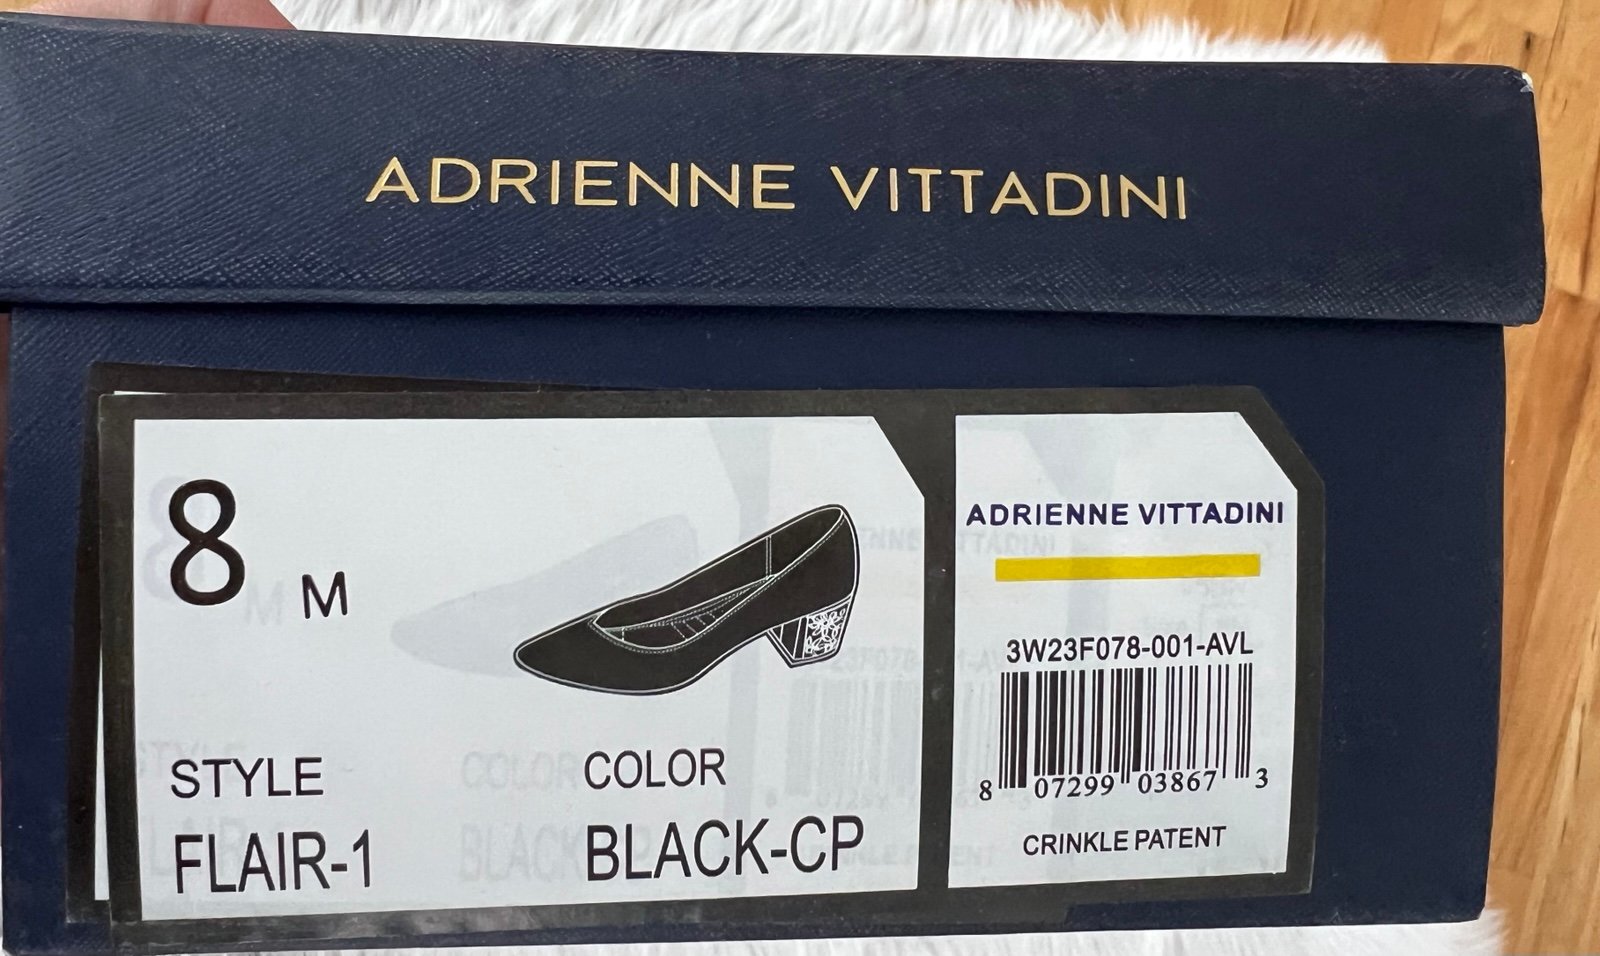 ADRIENNE VITTADINI
8 M
STYLE
FLAIR-1
COLOR
BLACK-CP
ADRIENNE VITTADINI
3W23F078-001-AVL
8 07299 03867 3
CRINKLE PATENT